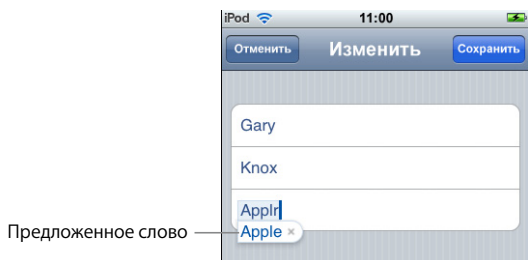 iPod 11:00
Отменить Изменить Сохранить
Gary
Knox
Applr
Предложенное слово Apple ×